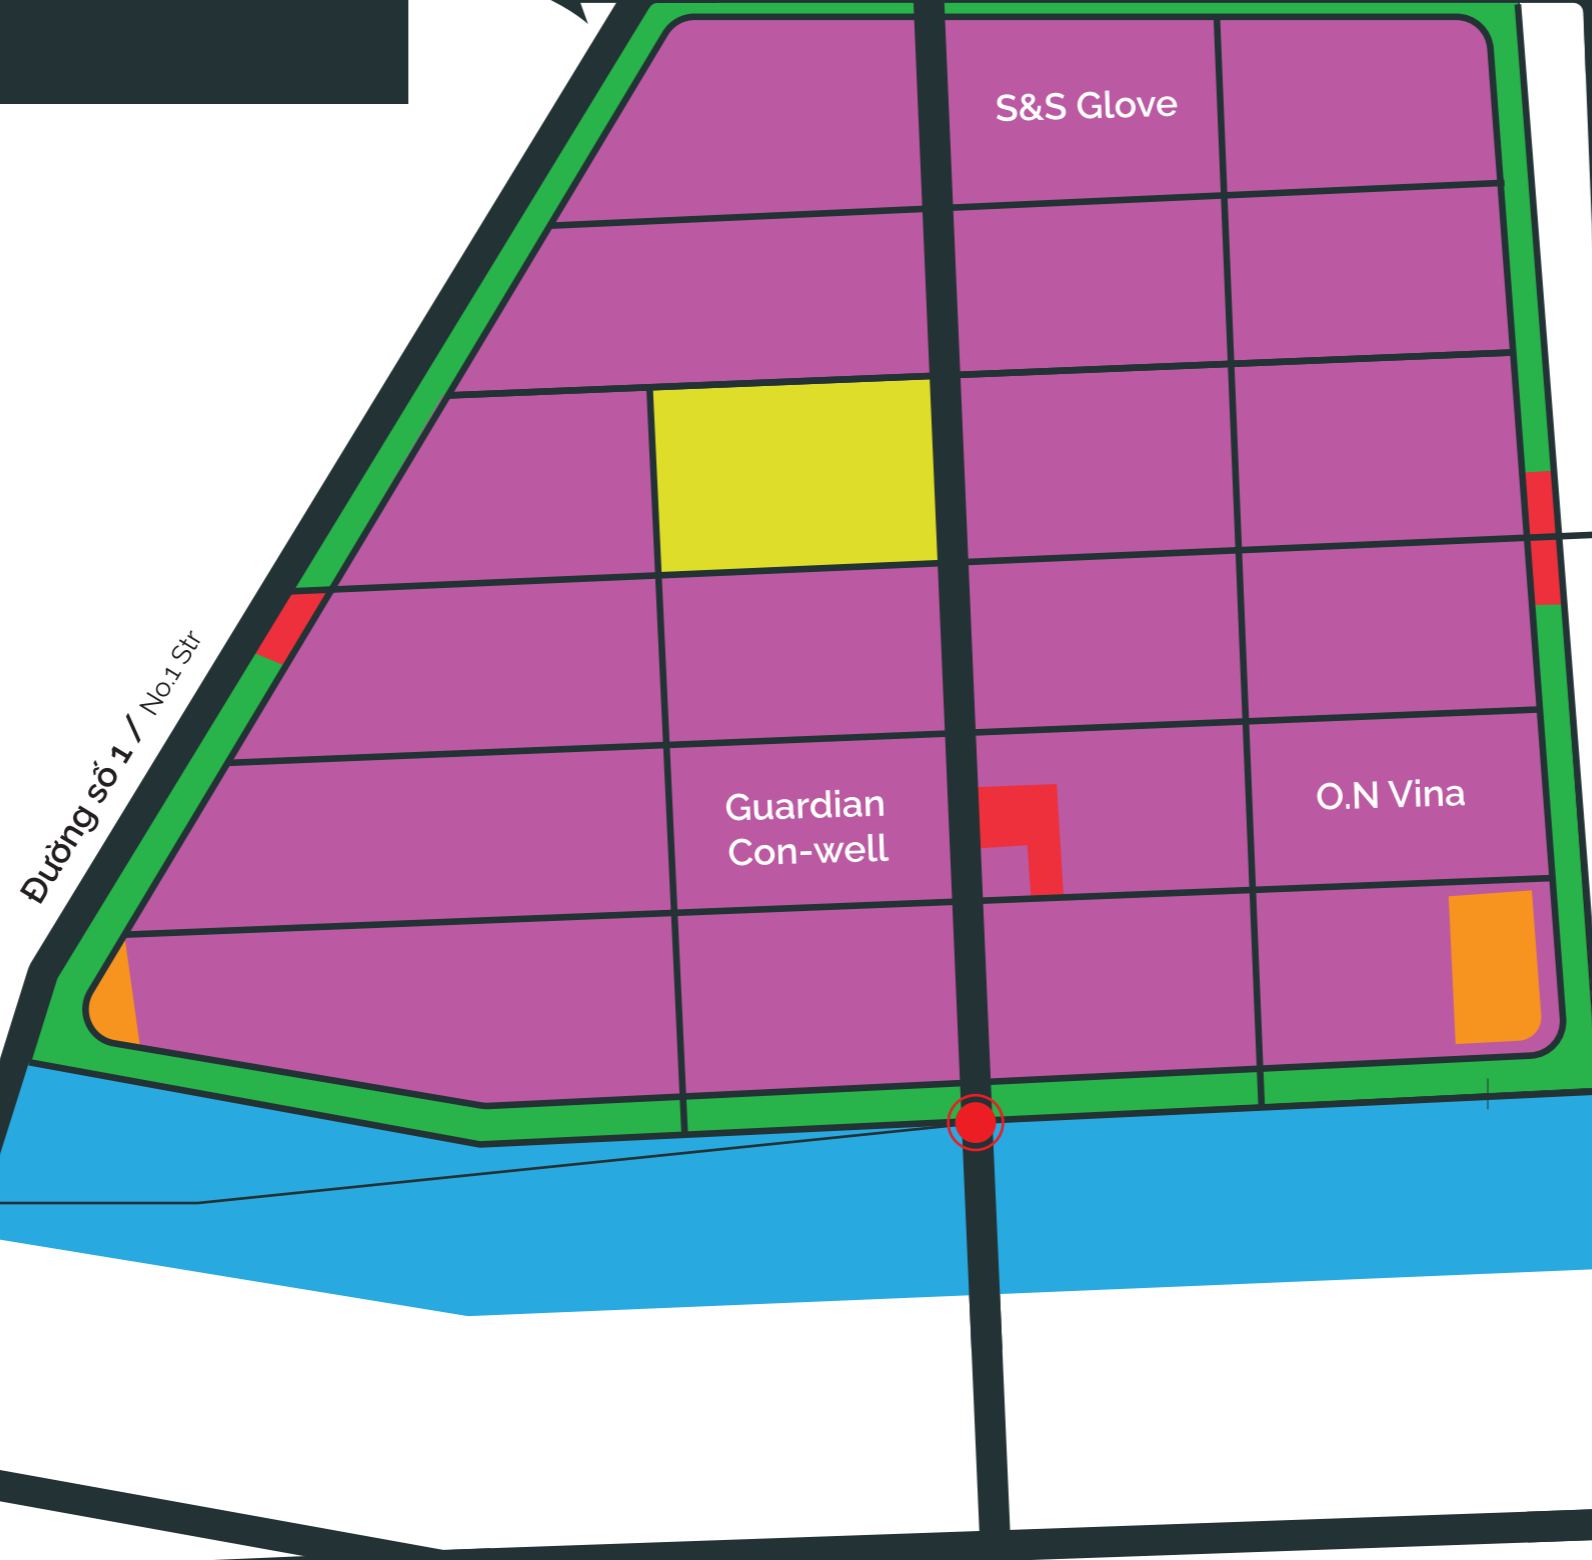 S&S Glove
Đường số 1 / No.1 Str
Guardian
Con-well
O.N Vina